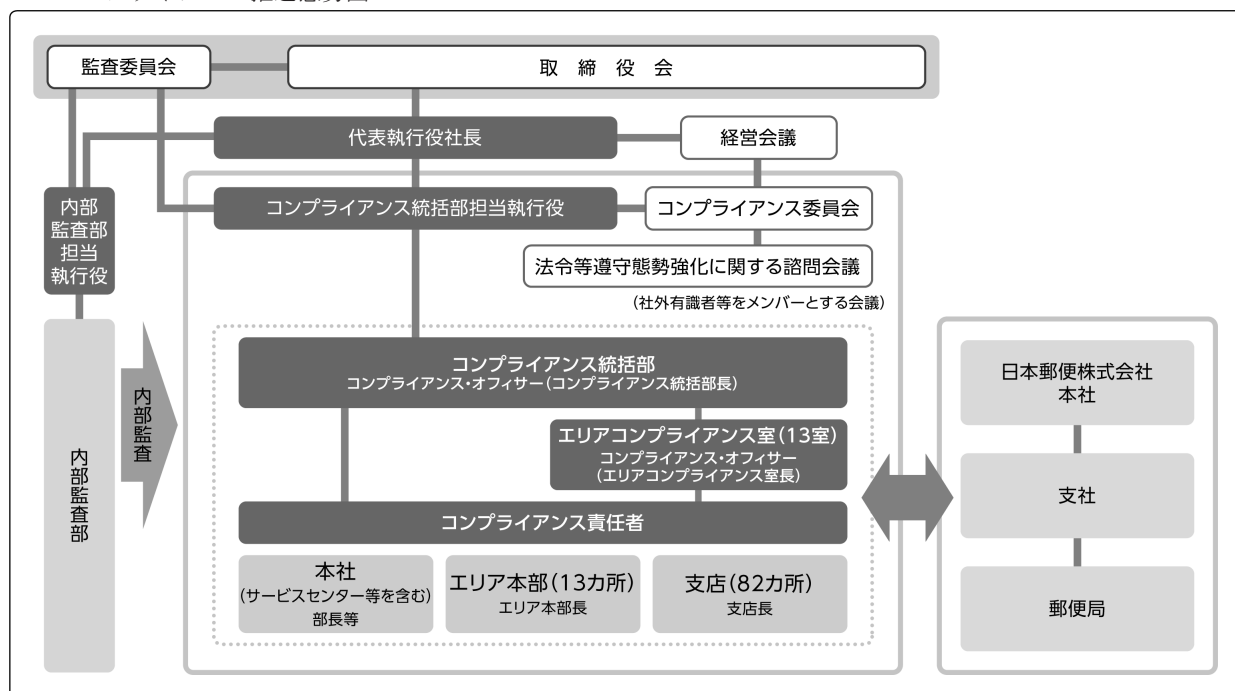 監査委員会
取締役会
代表執行役社長
経営会議
内部
監査部
担当
執行役
コンプライアンス統括部担当執行役
コンプライアンス委員会
法令等遵守態勢強化に関する諮問会議
(社外有識者等をメンバーとする会議)
内部監査部
内部監査
コンプライアンス統括部
コンプライアンス・オフィサー(コンプライアンス統括部長)
エリアコンプライアンス室(13室)
コンプライアンス・オフィサー
(エリアコンプライアンス室長)
コンプライアンス責任者
本社
(サービスセンター等を含む)
部長等
エリア本部(13カ所)
エリア本部長
支店(82カ所)
支店長
日本郵便株式会社
本社
支社
郵便局